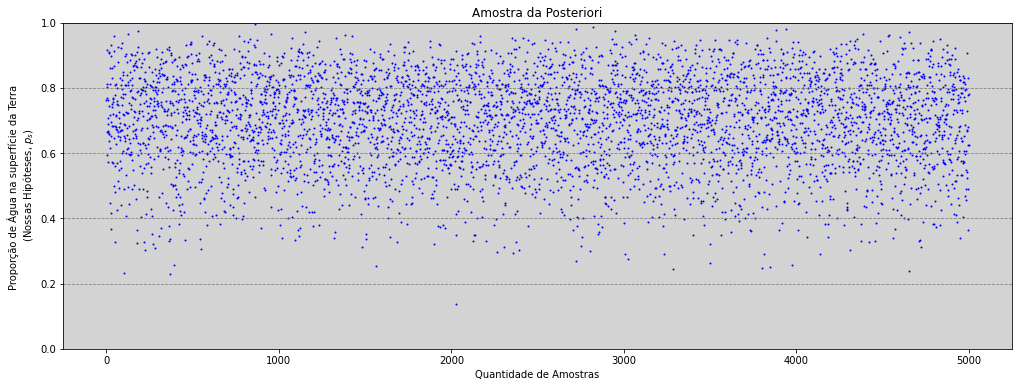 Amostra da Posteriori
Proporção de Água na superfície da Terra
(Nossas Hipóteses, pₛ)
1.0
0.8
0.6
0.4
0.2
0.0
0 1000 2000 3000 4000 5000
Quantidade de Amostras